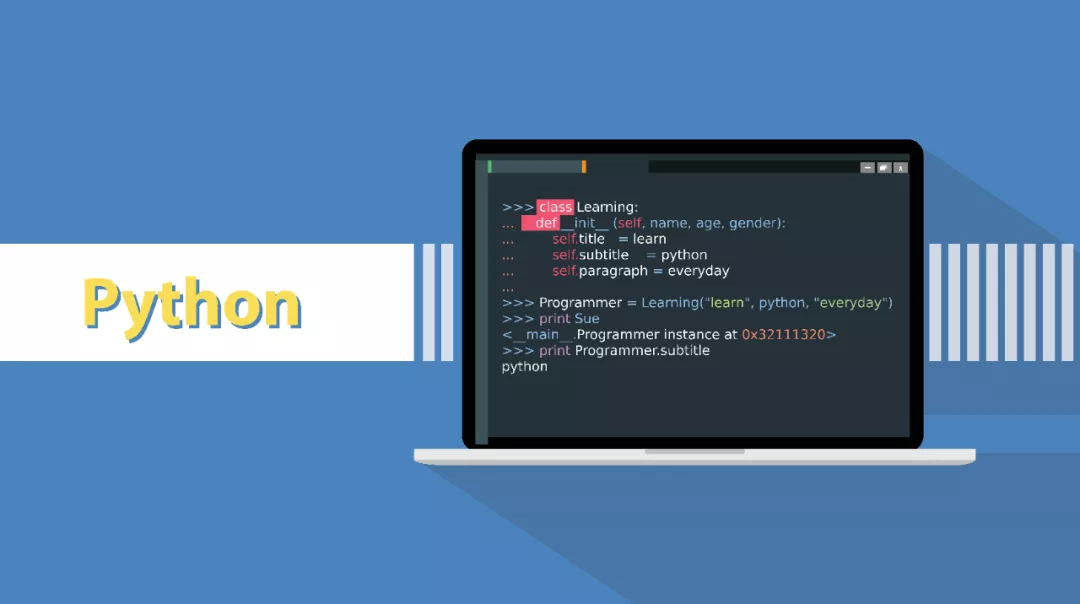 Python
>>> class Learning:
...     def __init__ (self, name, age, gender):
...         self.title   = learn
...         self.subtitle    = python
...         self.paragraph = everyday
...
>>> Programmer = Learning("learn", python, "everyday")
>>> print Sue
<__main__.Programmer instance at 0x32111320>
>>> print Programmer.subtitle
python